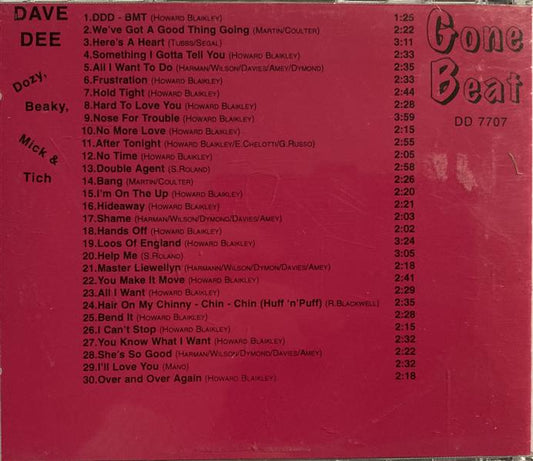 DAVE
DEE
Dozy,
Beaky,
Mick &
Tich
Gone
Beat
DD 7707
1.DDD - BMT (Howard Blaikley) 1:25
2.We've Got A Good Thing Going (Martin/Coulter) 2:22
3.Here's A Heart (Tubbs/Segal) 3:11
4.Something I Gotta Tell You (Howard Blaikley) 2:33
5.All I Want To Do (Harman/Wilson/Davies/Amey/Dymond) 2:35
6.Frustration (Howard Blaikley) 2:33
7.Hold Tight (Howard Blaikley) 2:44
8.Hard To Love You (Howard Blaikley) 2:28
9.Nose For Trouble (Howard Blaikley) 3:59
10.No More Love (Howard Blaikley) 2:15
11.After Tonight (Howard Blaikley/E.Chelotti/G.Russo) 2:55
12.No Time (Howard Blaikley) 2:05
13.Double Agent (S.Roland) 2:58
14.Bang (Martin/Coulter) 2:26
15.I'm On The Up (Howard Blaikley) 2:20
16.Hideaway (Howard Blaikley) 2:21
17.Shame (Harman/Wilson/Dymond/Davies/Amey) 2:03
18.Hands Off (Howard Blaikley) 2:02
19.Loos Of England (Howard Blaikley) 3:24
20.Help Me (S.Roland) 3:05
21.Master Liewellyn (Harmann/Wilson/Dymon/Davies/Amey) 2:18
22.You Make It Move (Howard Blaikley) 2:41
23.All I Want (Howard Blaikley) 2:29
24.Hair On My Chinny - Chin - Chin (Huff 'n'Puff) (R.Blackwell) 2:35
25.Bend It (Howard Blaikley) 2:28
26.I Can't Stop (Howard Blaikley) 2:15
27.You Know What I Want (Howard Blaikley) 2:32
28.She's So Good (Harman/Wilson/Dymond/Davies/Amey) 2:22
29.I'll Love You (Mano) 2:32
30.Over and Over Again (Howard Blaikley) 2:18